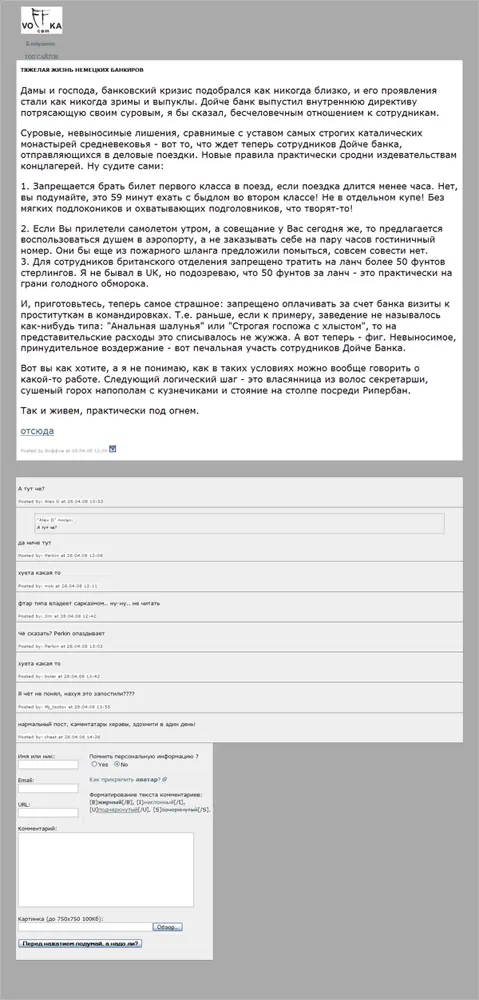 VO KA
com
В избранное
ТОП САЙТОВ
ТЯЖЕЛАЯ ЖИЗНЬ НЕМЕЦКИХ БАНКИРОВ
Дамы и господа, банковский кризис подобрался как никогда близко, и его проявления
стали как никогда зримы и выпуклы. Дойче банк выпустил внутреннюю директиву
потрясающую своим суровым, я бы сказал, бесчеловечным отношением к сотрудникам.
Суровые, невыносимые лишения, сравнимые с уставом самых строгих каталических
монастырей средневековья - вот то, что ждет теперь сотрудников Дойче банка,
отправляющихся в деловые поездки. Новые правила практически сродни издевательствам
концлагерей. Ну судите сами:
1. Запрещается брать билет первого класса в поезд, если поездка длится менее часа. Нет,
вы подумайте, это 59 минут ехать с быдлом во втором классе! Не в отдельном купе! Без
мягких подлокоников и охватывающих подголовников, что творят-то!
2. Если Вы прилетели самолетом утром, а совещание у Вас сегодня же, то предлагается
воспользоваться душем в аэропорту, а не заказывать себе на пару часов гостиничный
номер. Они бы еще из пожарного шланга предложили помыться, совсем совести нет.
3. Для сотрудников британского отделения запрещено тратить на ланч более 50 фунтов
стерлингов. Я не бывал в UK, но подозреваю, что 50 фунтов за ланч - это практически на
грани голодного обморока.
И, приготовьтесь, теперь самое страшное: запрещено оплачивать за счет банка визиты к
проституткам в командировках. Т.е. раньше, если к примеру, заведение не называлось
как-нибудь типа: "Анальная шалунья" или "Строгая госпожа с хлыстом", то на
представительские расходы это списывалось не жужжа. А вот теперь - фиг. Невыносимое,
принудительное воздержание - вот печальная участь сотрудников Дойче Банка.
Вот вы как хотите, а я не понимаю, как в таких условиях можно вообще говорить о
какой-то работе. Следующий логический шаг - это власянница из волос секретарши,
сушеный горох напополам с кузнечиками и стояние на столпе посреди Рипербан.
Так и живем, практически под огнем.
отсюда
Posted by Воффка at 28.04.08 10:00
А тут че?
Posted by: Alex D at 28.04.08 10:33
"Alex D" писал:
А тут че?
да ниче тут
Posted by: Perkin at 28.04.08 12:08
хуета какая то
Posted by: nick at 28.04.08 12:11
фтар типа владеет сарказмом.. ну-ну.. не читать
Posted by: Jim at 28.04.08 12:42
че сказать? Perkin опаздывает
Posted by: Perkin at 28.04.08 13:03
хуета какая то
Posted by: boler at 28.04.08 13:42
Я чёт не понял, нахуя это запостили????
Posted by: Mj_tostov at 28.04.08 13:55
нармальный пост, каментатары херавы, здохнити в адин день!
Posted by: chaat at 28.04.08 14:26
Имя или ник: Помнить персональную информацию ?
Yes No
Email: Как прикрепить аватар?
Форматирование текста комментариев:
URL: [B]жирный[/B], [I]наклонный[/I],
[U]подчеркнутый[/U], [S]зачеркнутый[/S],
Комментарий:
Картинка (до 750x750 100Кб):
Обзор...
Перед нажатием подумай, а надо ли?